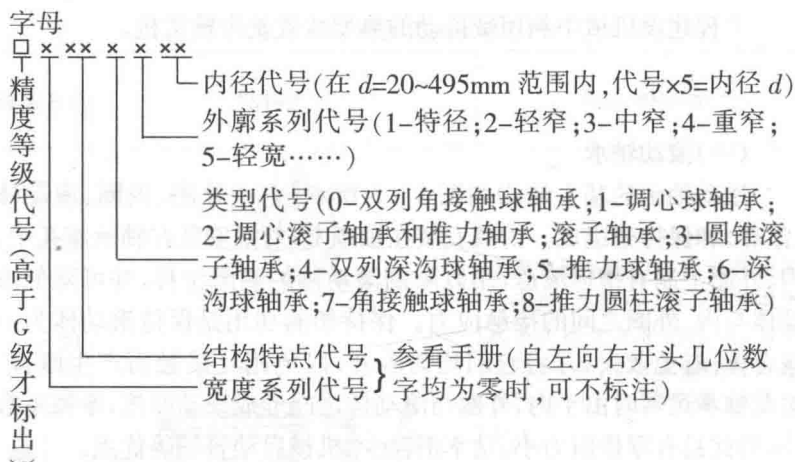 字母
□ × ×× × × ××
精度等级代号(高于G级才标出
内径代号(在 d=20~495mm 范围内,代号×5=内径 d)
外廓系列代号(1-特径;2-轻窄;3-中窄;4-重窄;
5-轻宽……)
类型代号(0-双列角接触球轴承;1-调心球轴承;
2-调心滚子轴承和推力轴承;滚子轴承;3-圆锥滚
子轴承;4-双列深沟球轴承;5-推力球轴承;6-深
沟球轴承;7-角接触球轴承;8-推力圆柱滚子轴承)
结构特点代号}参看手册(自左向右开头几位数
宽度系列代号 字均为零时,可不标注)